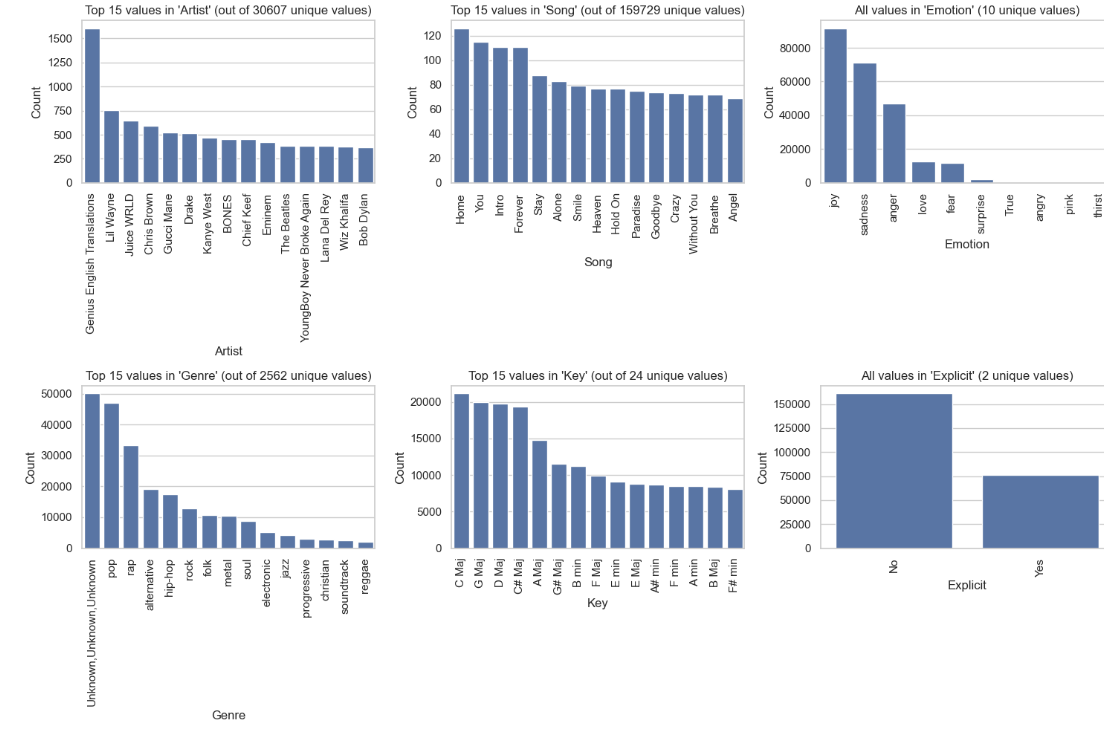 Top 15 values in 'Artist' (out of 30607 unique values)
Count
1500
1250
1000
750
500
250
0
Genius English Translations
Lil Wayne
Juice WRLD
Chris Brown
Gucci Mane
Drake
Kanye West
BONES
Chief Keef
Eminem
The Beatles
YoungBoy Never Broke Again
Lana Del Rey
Wiz Khalifa
Bob Dylan
Artist
Top 15 values in 'Song' (out of 159729 unique values)
Count
120
100
80
60
40
20
0
Home
You
Intro
Forever
Stay
Alone
Smile
Heaven
Hold On
Paradise
Goodbye
Crazy
Without You
Breathe
Angel
Song
All values in 'Emotion' (10 unique values)
Count
80000
60000
40000
20000
0
joy
sadness
anger
love
fear
surprise
True
angry
pink
thirst
Emotion
Top 15 values in 'Genre' (out of 2562 unique values)
Count
50000
40000
30000
20000
10000
0
Unknown,Unknown,Unknown
pop
rap
alternative
hip-hop
rock
folk
metal
soul
electronic
jazz
progressive
christian
soundtrack
reggae
Genre
Top 15 values in 'Key' (out of 24 unique values)
Count
20000
15000
10000
5000
0
C Maj
G Maj
D Maj
C# Maj
A Maj
G# Maj
B min
F Maj
E min
E Maj
A# min
F min
A min
B Maj
F# min
Key
All values in 'Explicit' (2 unique values)
Count
150000
125000
100000
75000
50000
25000
0
No
Yes
Explicit